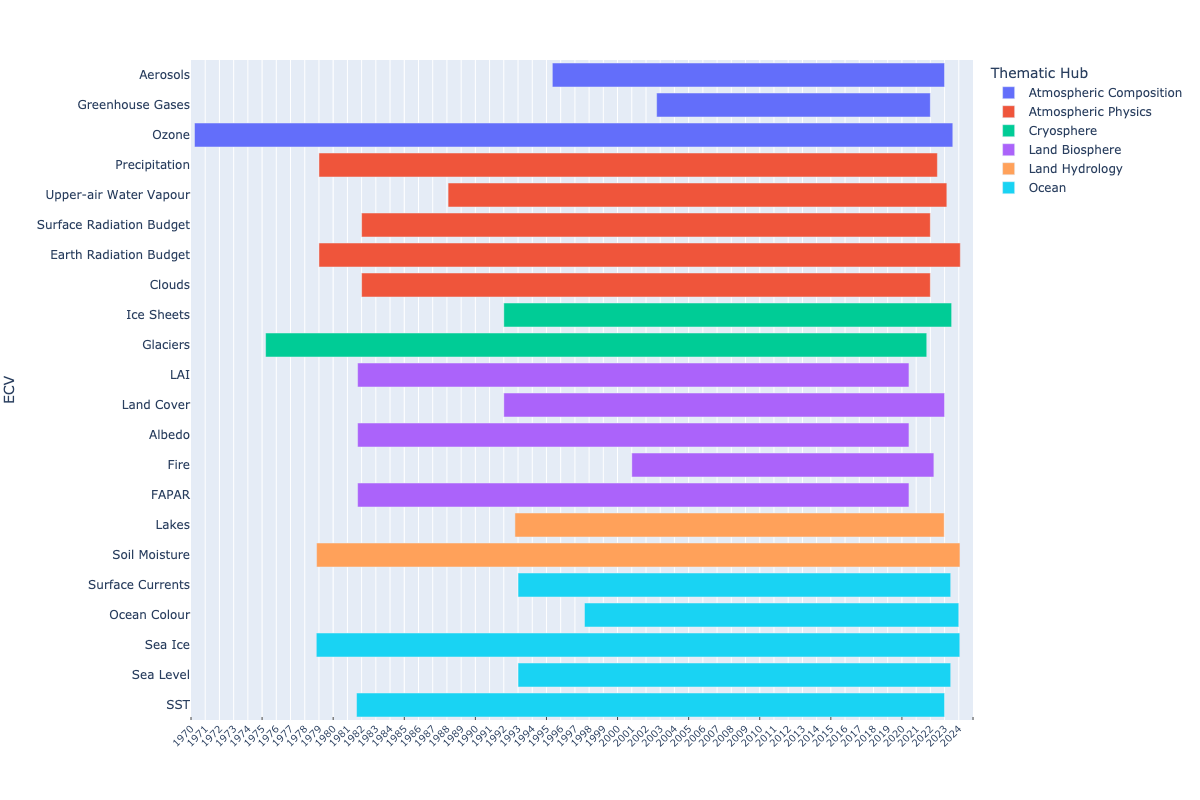 Thematic Hub
Atmospheric Composition
Atmospheric Physics
Cryosphere
Land Biosphere
Land Hydrology
Ocean
ECV
Aerosols
Greenhouse Gases
Ozone
Precipitation
Upper-air Water Vapour
Surface Radiation Budget
Earth Radiation Budget
Clouds
Ice Sheets
Glaciers
LAI
Land Cover
Albedo
Fire
FAPAR
Lakes
Soil Moisture
Surface Currents
Ocean Colour
Sea Ice
Sea Level
SST
1970 1971 1972 1973 1974 1975 1976 1977 1978 1979 1980 1981 1982 1983 1984 1985 1986 1987 1988 1989 1990 1991 1992 1993 1994 1995 1996 1997 1998 1999 2000 2001 2002 2003 2004 2005 2006 2007 2008 2009 2010 2011 2012 2013 2014 2015 2016 2017 2018 2019 2020 2021 2022 2023 2024